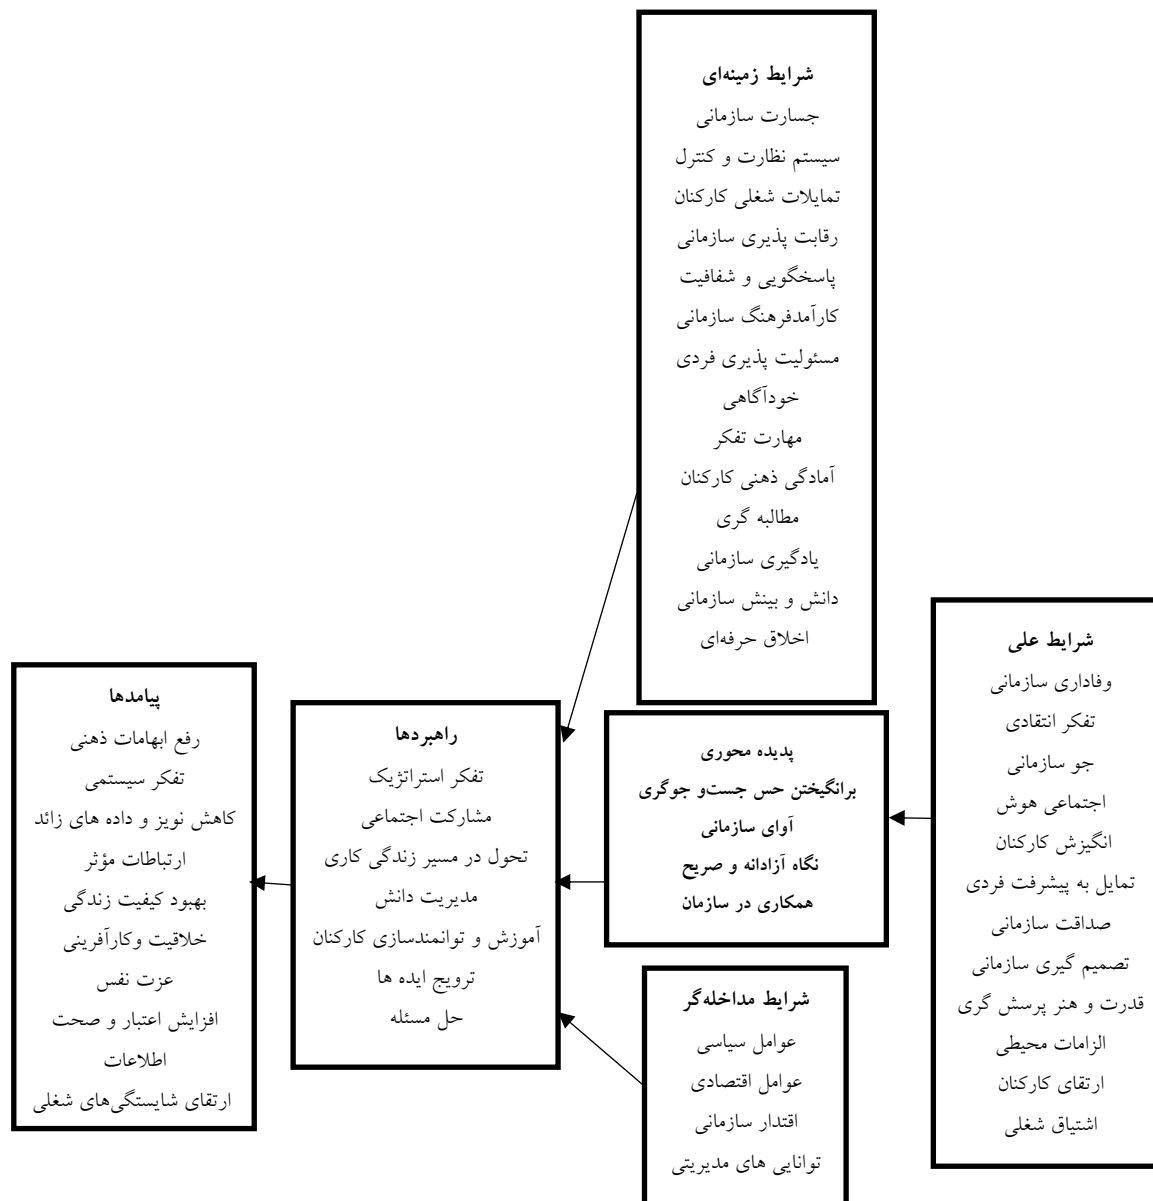 شرایط زمینه‌ای
جسارت سازمانی
سیستم نظارت و کنترل
تمایلات شغلی کارکنان
رقابت پذیری سازمانی
پاسخگویی و شفافیت
کارآمدفرهنگ سازمانی
مسئولیت پذیری فردی
خودآگاهی
مهارت تفکر
آمادگی ذهنی کارکنان
مطالبه گری
یادگیری سازمانی
دانش و بینش سازمانی
اخلاق حرفه‌ای
شرایط علی
وفاداری سازمانی
تفکر انتقادی
جو سازمانی
اجتماعی هوش
انگیزش کارکنان
تمایل به پیشرفت فردی
صداقت سازمانی
تصمیم گیری سازمانی
قدرت و هنر پرسش گری
الزامات محیطی
ارتقای کارکنان
اشتیاق شغلی
پدیده محوری
برانگیختن حس جست‌و جوگری
آوای سازمانی
نگاه آزادانه و صریح
همکاری در سازمان
شرایط مداخله‌گر
عوامل سیاسی
عوامل اقتصادی
اقتدار سازمانی
توانایی های مدیریتی
راهبردها
تفکر استراتژیک
مشارکت اجتماعی
تحول در مسیر زندگی کاری
مدیریت دانش
آموزش و توانمندسازی کارکنان
ترویج ایده ها
حل مسئله
پیامدها
رفع ابهامات ذهنی
تفکر سیستمی
کاهش نویز و داده های زائد
ارتباطات مؤثر
بهبود کیفیت زندگی
خلاقیت وکارآفرینی
عزت نفس
افزایش اعتبار و صحت
اطلاعات
ارتقای شایستگی‌های شغلی